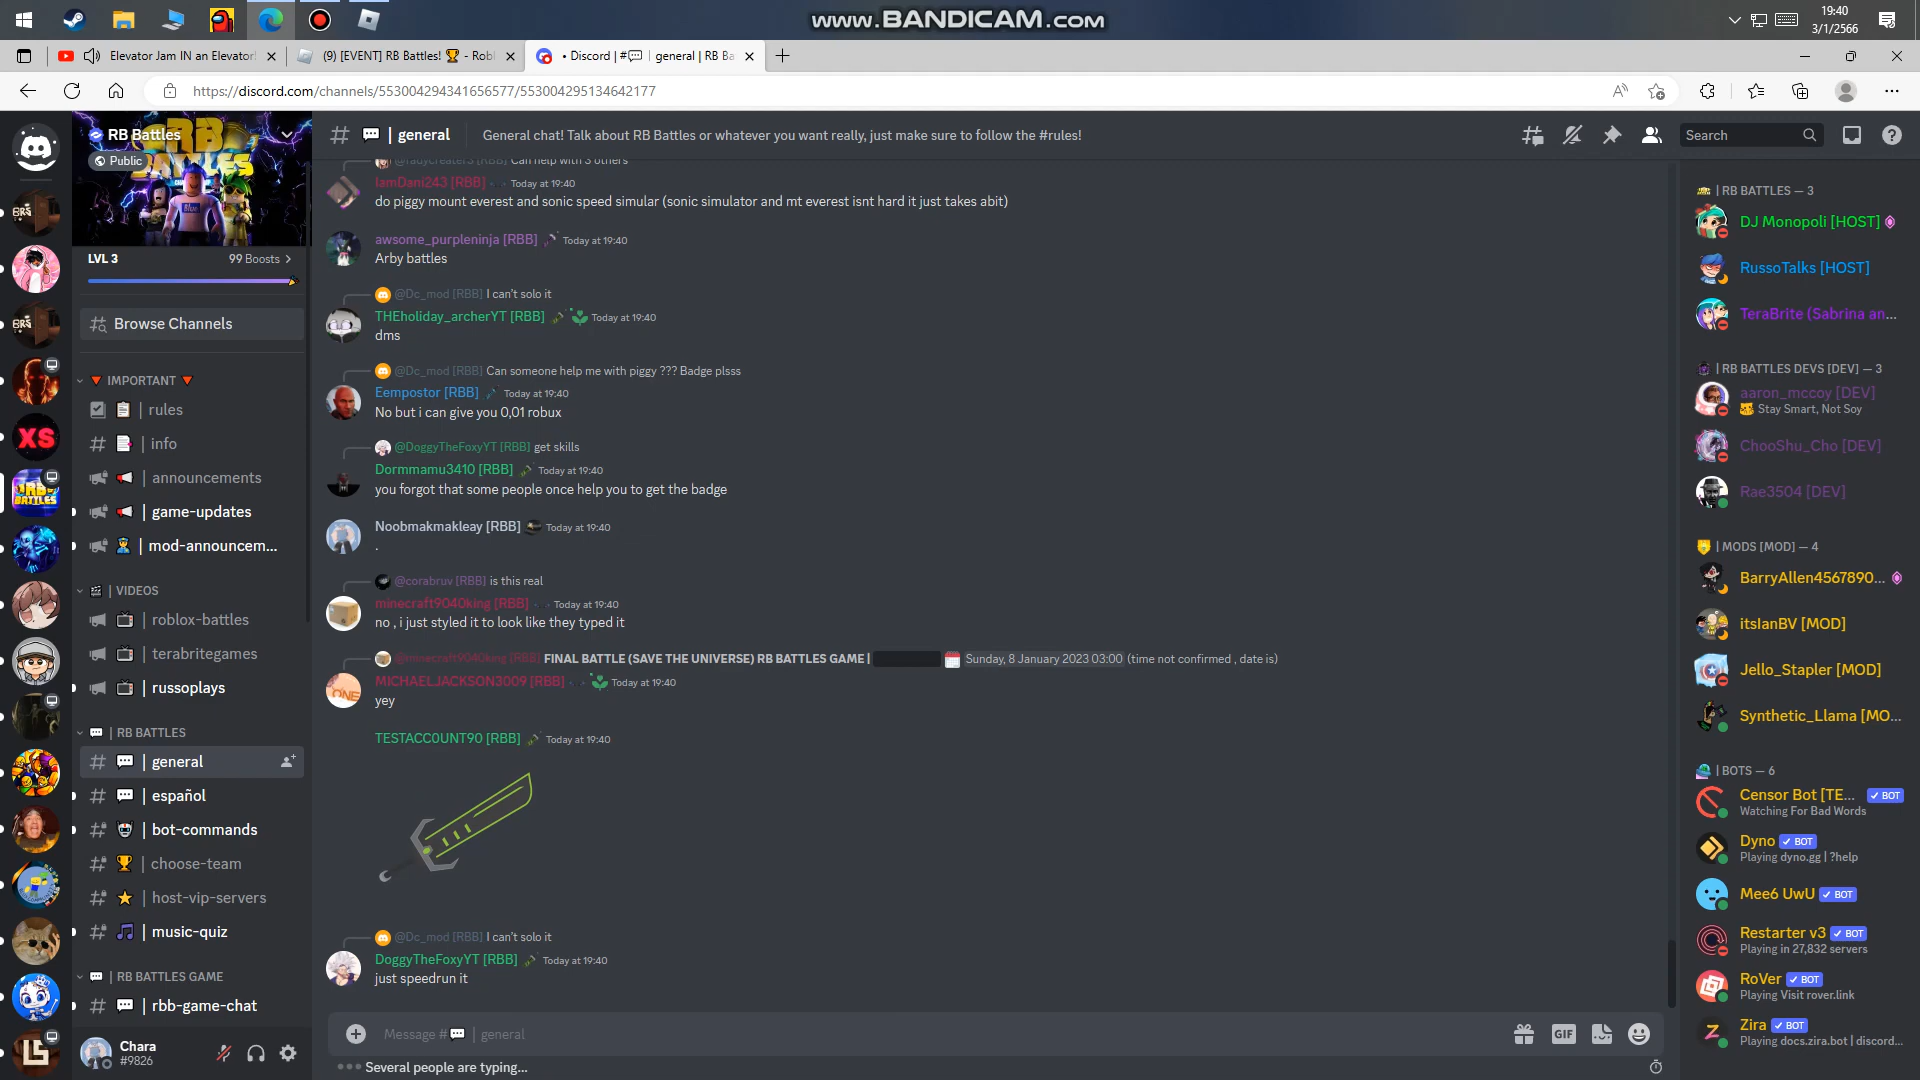 www.BANDICAM.com
19:40
3/1/2566
Elevator Jam IN an Elevator!
(9) [EVENT] RB Battles! 🏆 - Robl
• Discord | #💬 | general | RB Ba
https://discord.com/channels/553004294341656577/553004295134642177
RB Battles
Public
LVL 3
99 Boosts
Browse Channels
IMPORTANT
rules
info
announcements
game-updates
mod-announcem...
VIDEOS
roblox-battles
terabritegames
russoplays
RB BATTLES
general
español
bot-commands
choose-team
host-vip-servers
music-quiz
RB BATTLES GAME
rbb-game-chat
Chara
#9826
# 💬 | general
General chat! Talk about RB Battles or whatever you want really, just make sure to follow the #rules!
Search
Can help with 3 others
IamDani243 [RBB] Today at 19:40
do piggy mount everest and sonic speed simular (sonic simulator and mt everest isnt hard it just takes abit)
awsome_purpleninja [RBB] Today at 19:40
Arby battles
@Dc_mod [RBB] I can't solo it
THEholiday_archerYT [RBB] Today at 19:40
dms
@Dc_mod [RBB] Can someone help me with piggy ??? Badge plsss
Eempostor [RBB] Today at 19:40
No but i can give you 0,01 robux
@DoggyTheFoxyYT [RBB] get skills
Dormmamu3410 [RBB] Today at 19:40
you forgot that some people once help you to get the badge
Noobmakmakleay [RBB] Today at 19:40
.
@corabruv [RBB] is this real
minecraft9040king [RBB] Today at 19:40
no , i just styled it to look like they typed it
@minecraft9040king [RBB] FINAL BATTLE (SAVE THE UNIVERSE) RB BATTLES GAME | 📅 Sunday, 8 January 2023 03:00 (time not confirmed , date is)
MICHAELJACKSON3009 [RBB] Today at 19:40
yey
TESTACC0UNT90 [RBB] Today at 19:40
@Dc_mod [RBB] I can't solo it
DoggyTheFoxyYT [RBB] Today at 19:40
just speedrun it
Message #💬 | general
GIF
Several people are typing...
| RB BATTLES — 3
DJ Monopoli [HOST]
RussoTalks [HOST]
TeraBrite (Sabrina an...
| RB BATTLES DEVS [DEV] — 3
aaron_mccoy [DEV]
Stay Smart, Not Soy
ChooShu_Cho [DEV]
Rae3504 [DEV]
| MODS [MOD] — 4
BarryAllen4567890...
itsIanBV [MOD]
Jello_Stapler [MOD]
Synthetic_Llama [MO...
| BOTS — 6
Censor Bot [TE... ✓ BOT
Watching For Bad Words
Dyno ✓ BOT
Playing dyno.gg | ?help
Mee6 UwU ✓ BOT
Restarter v3 ✓ BOT
Playing in 27,832 servers
RoVer ✓ BOT
Playing Visit rover.link
Zira ✓ BOT
Playing docs.zira.bot | discord...